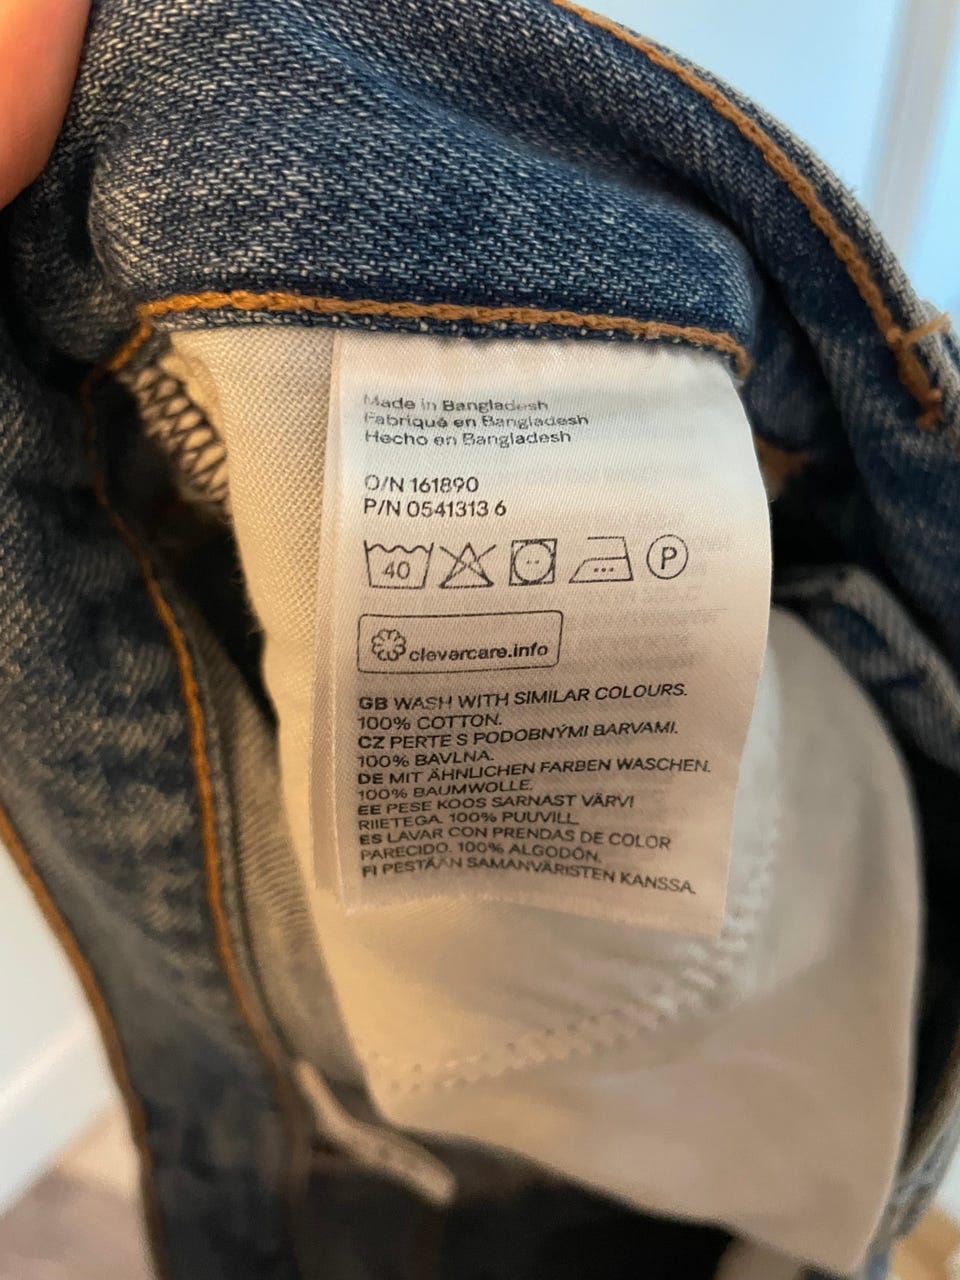 Made in Bangladesh
Fabriqué en Bangladesh
Hecho en Bangladesh
O/N 161890
P/N 0541313 6
40 P
clevercare.info
GB WASH WITH SIMILAR COLOURS.
100% COTTON.
CZ PERTE S PODOBNÝMI BARVAMI.
100% BAVLNA.
DE MIT ÄHNLICHEN FARBEN WASCHEN.
100% BAUMWOLLE.
EE PESE KOOS SARNAST VÄRVI
RIIETEGA. 100% PUUVILL
ES LAVAR CON PRENDAS DE COLOR
PARECIDO. 100% ALGODÓN.
FI PESTÄÄN SAMANVÄRISTEN KANSSA.